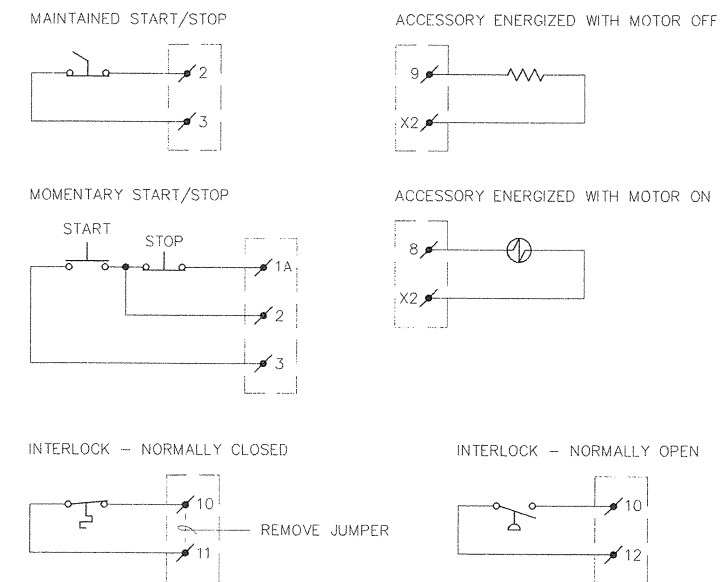 MAINTAINED START/STOP
2
3
ACCESSORY ENERGIZED WITH MOTOR OFF
9
X2
MOMENTARY START/STOP
START
STOP
1A
2
3
ACCESSORY ENERGIZED WITH MOTOR ON
8
X2
INTERLOCK - NORMALLY CLOSED
10
REMOVE JUMPER
11
INTERLOCK - NORMALLY OPEN
10
12